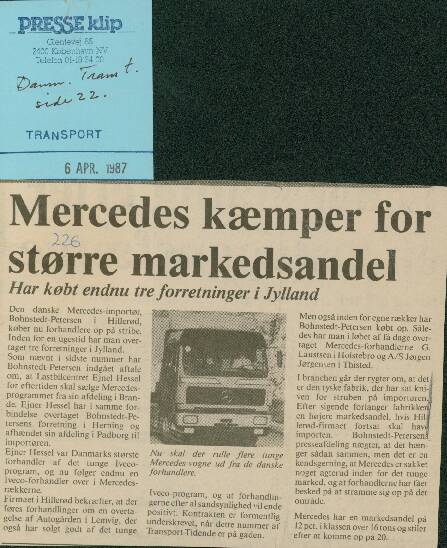 PRESSE klip
Glentevej 65
2400 København NV
Telefon 01-19 34 00
Danm. Transt.
side 22.
TRANSPORT
6 APR. 1987
Mercedes kæmper for
226
større markedsandel
Har købt endnu tre forretninger i Jylland
Den danske Mercedes-importør,
Bohnstedt-Petersen i Hillerød,
køber nu forhandlere op på stribe.
Inden for en ugestid har man over-
taget tre forretninger i Jylland.
Som nævnt i sidste nummer har
Bohnstedt-Petersen indgået aftale
om, at Lastbilcentret Ejnel Hessel
for eftertiden skal sælge Mercedes-
programmet fra sin afdeling i Bran-
de. Ejner Hessel har i samme for-
bindelse overtaget Bohnstedt-Pe-
tersens forretning i Herning og
afhændet sin afdeling i Padborg til
importøren.
Ejner Hessel var Danmarks største
forhandler af det tunge Iveco-
program, og nu følger endnu en
Iveco-forhandler over i Mercedes-
rækkerne.
Firmaet i Hillerød bekræfter, at der
føres forhandlinger om en overta-
gelse af Autogården i Lemvig, der
også har solgt godt af det tunge
Nu skal der rulle flere tunge
Mercedes-vogne ud fra de danske
forhandlere.
Iveco-program, og at forhandlin-
gerne efter al sandsynlighed vil ende
positivt. Kontrakten er formentlig
underskrevet, når dette nummer af
Transport-Tidende er på gaden.
Men også inden for egne rækker har
Bohnstedt-Petersen købt op. Såle-
des har man i løbet af få dage over-
taget Mercedes-forhandlerne G.
Laustsen i Holstebro og A/S Jørgen
Jørgensen i Thisted.
I branchen går der rygter om, at det
er den tyske fabrik, der har sat kni-
ven for struben på importøren.
Efter sigende forlanger fabrikken
en højere markedsandel, hvis Hil-
lerød-firmaet fortsat skal have
importen. Bohnstedt-Petersens
pressefælding nægter, at det hæn-
ger sådan sammen, men det er en
kendsgerning, at Mercedes er sakket
noget agterud inden for det tunge
marked, og at forhandlerne har fået
besked på at stramme sig op på det
område.
Mercedes har en markedsandel på
12 pct. i klassen over 16 tons og stiler
efter at komme op på 20.